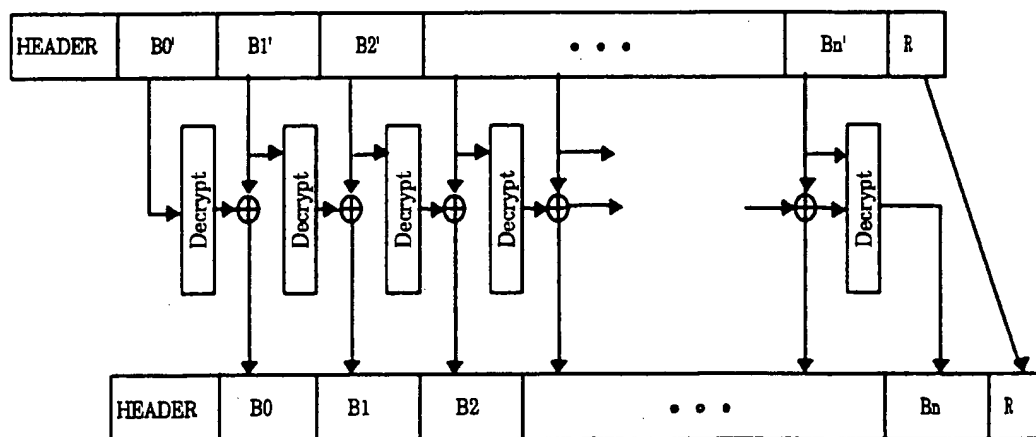 HEADER B0' B1' B2' • • • Bn' R
Decrypt Decrypt Decrypt Decrypt Decrypt
HEADER B0 B1 B2 • • • Bn R